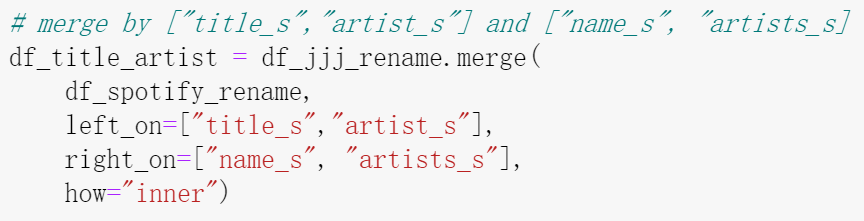 # merge by ["title_s","artist_s"] and ["name_s", "artists_s]
df_title_artist = df_jjj_rename.merge(
    df_spotify_rename,
    left_on=["title_s","artist_s"],
    right_on=["name_s", "artists_s"],
    how="inner")